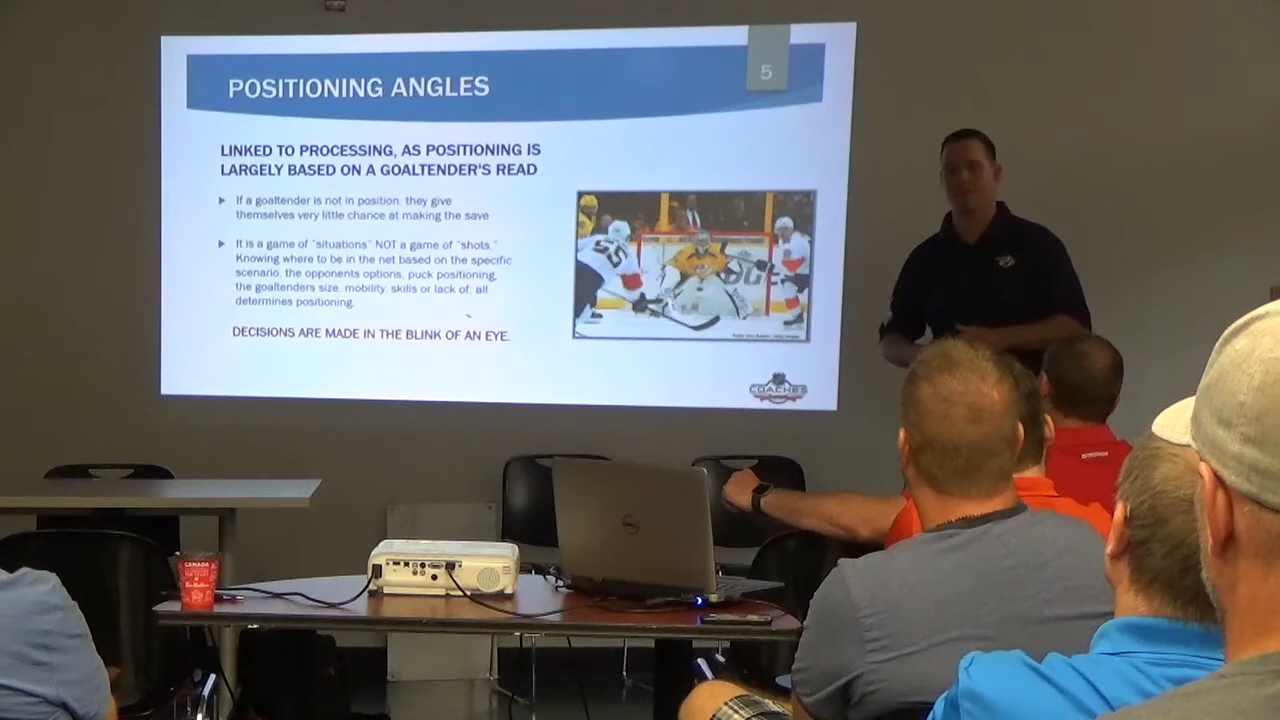 5
POSITIONING ANGLES
LINKED TO PROCESSING, AS POSITIONING IS
LARGELY BASED ON A GOALTENDER'S READ
If a goaltender is not in position, they give
themselves very little chance at making the save
It is a game of "situations" NOT a game of "shots."
Knowing where to be in the net based on the specific
scenario, the opponents options, puck positioning,
the goaltenders size, mobility, skills or lack of, all
determines positioning.
DECISIONS ARE MADE IN THE BLINK OF AN EYE.
55
COACHES
DELL
CANADA